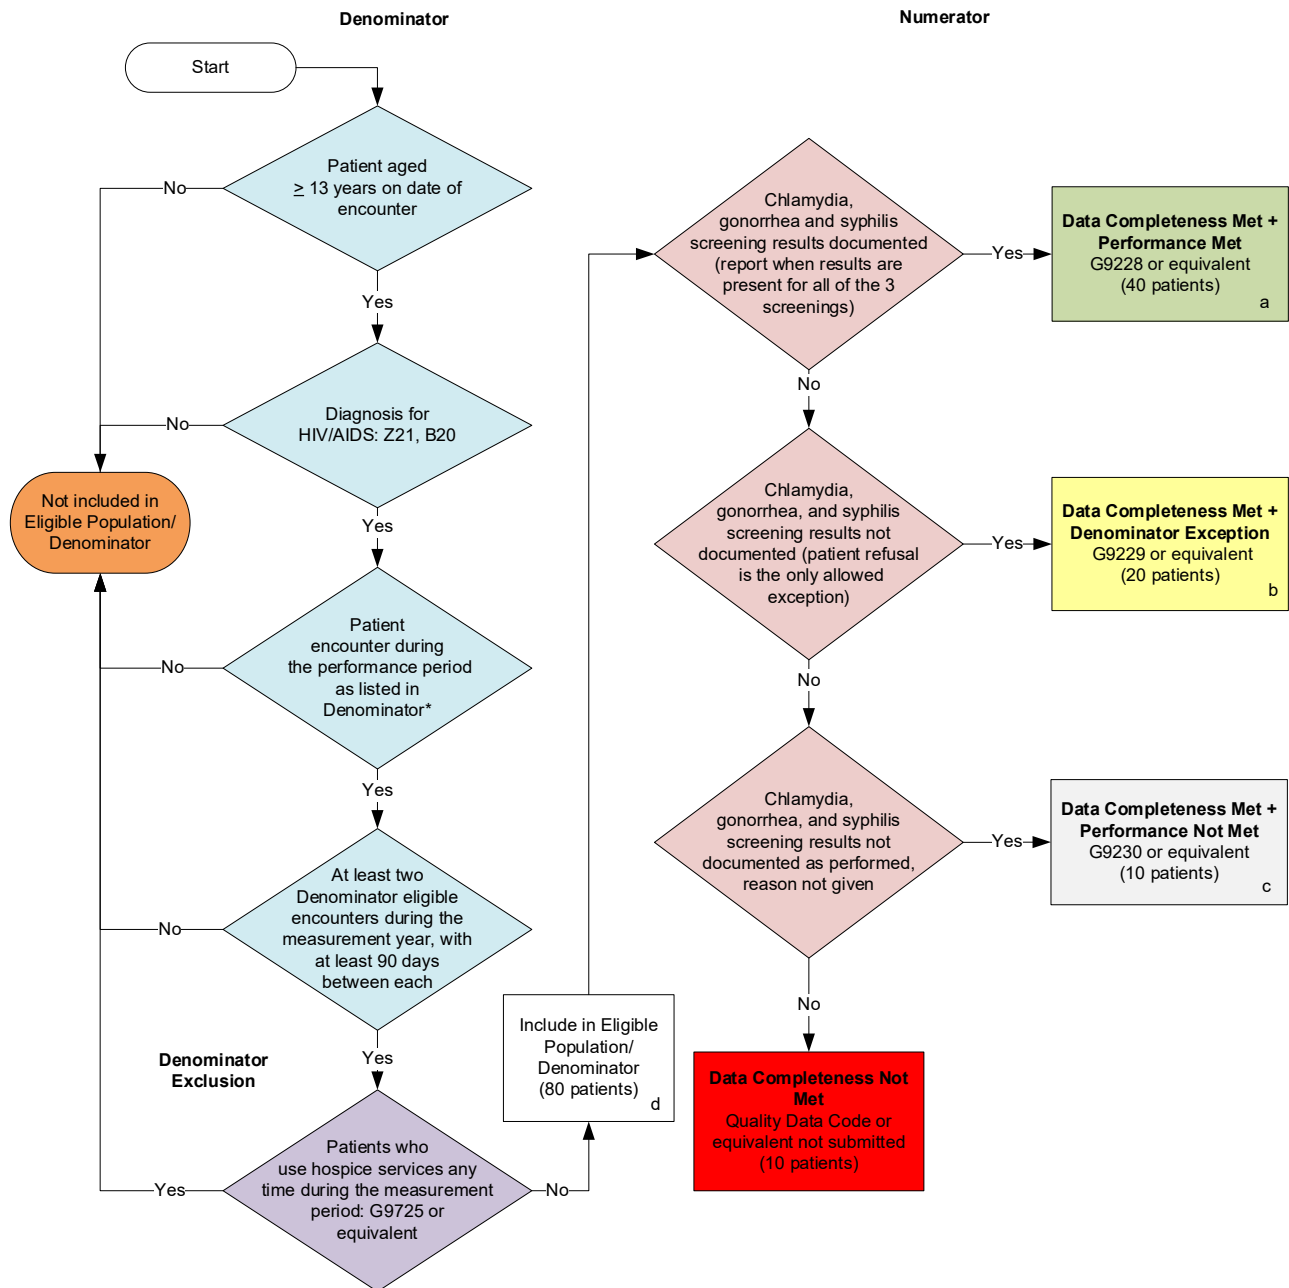 Denominator
Numerator
Start
Patient aged
≥ 13 years on date of
encounter
No
Yes
Diagnosis for
HIV/AIDS: Z21, B20
No
Yes
Not included in
Eligible Population/
Denominator
Patient
encounter during
the performance period
as listed in
Denominator*
No
Yes
At least two
Denominator eligible
encounters during the
measurement year, with
at least 90 days
between each
No
Yes
Denominator
Exclusion
Patients who
use hospice services any
time during the measurement
period: G9725 or
equivalent
Yes
No
Include in Eligible
Population/
Denominator
(80 patients)
d
Chlamydia,
gonorrhea and syphilis
screening results documented
(report when results are
present for all of the 3
screenings)
Yes
Data Completeness Met +
Performance Met
G9228 or equivalent
(40 patients)
a
No
Chlamydia,
gonorrhea, and syphilis
screening results not
documented (patient refusal
is the only allowed
exception)
Yes
Data Completeness Met +
Denominator Exception
G9229 or equivalent
(20 patients)
b
No
Chlamydia,
gonorrhea, and syphilis
screening results not
documented as performed,
reason not given
Yes
Data Completeness Met +
Performance Not Met
G9230 or equivalent
(10 patients)
c
No
Data Completeness Not
Met
Quality Data Code or
equivalent not submitted
(10 patients)